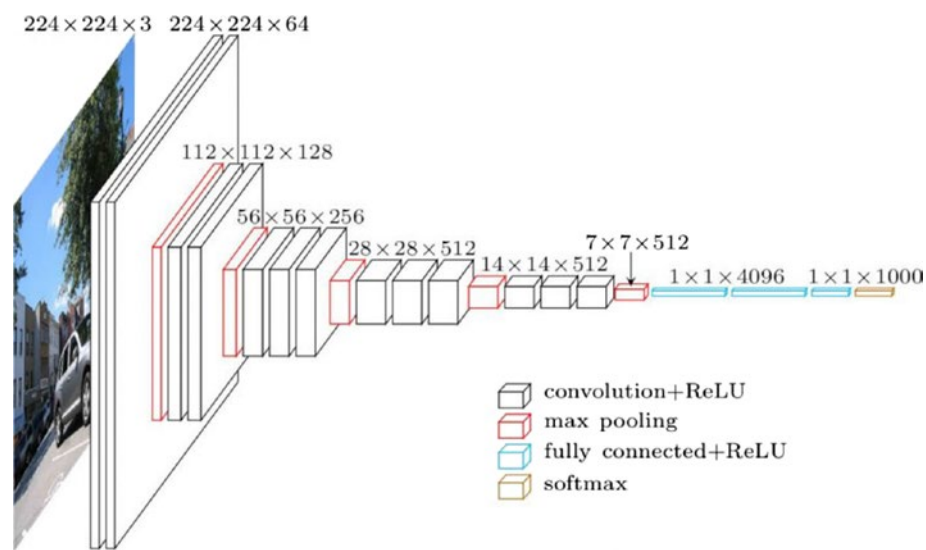 224 × 224 × 3
224 × 224 × 64
112 × 112 × 128
56 × 56 × 256
28 × 28 × 512
14 × 14 × 512
7 × 7 × 512
1 × 1 × 4096
1 × 1 × 1000
convolution+ReLU
max pooling
fully connected+ReLU
softmax